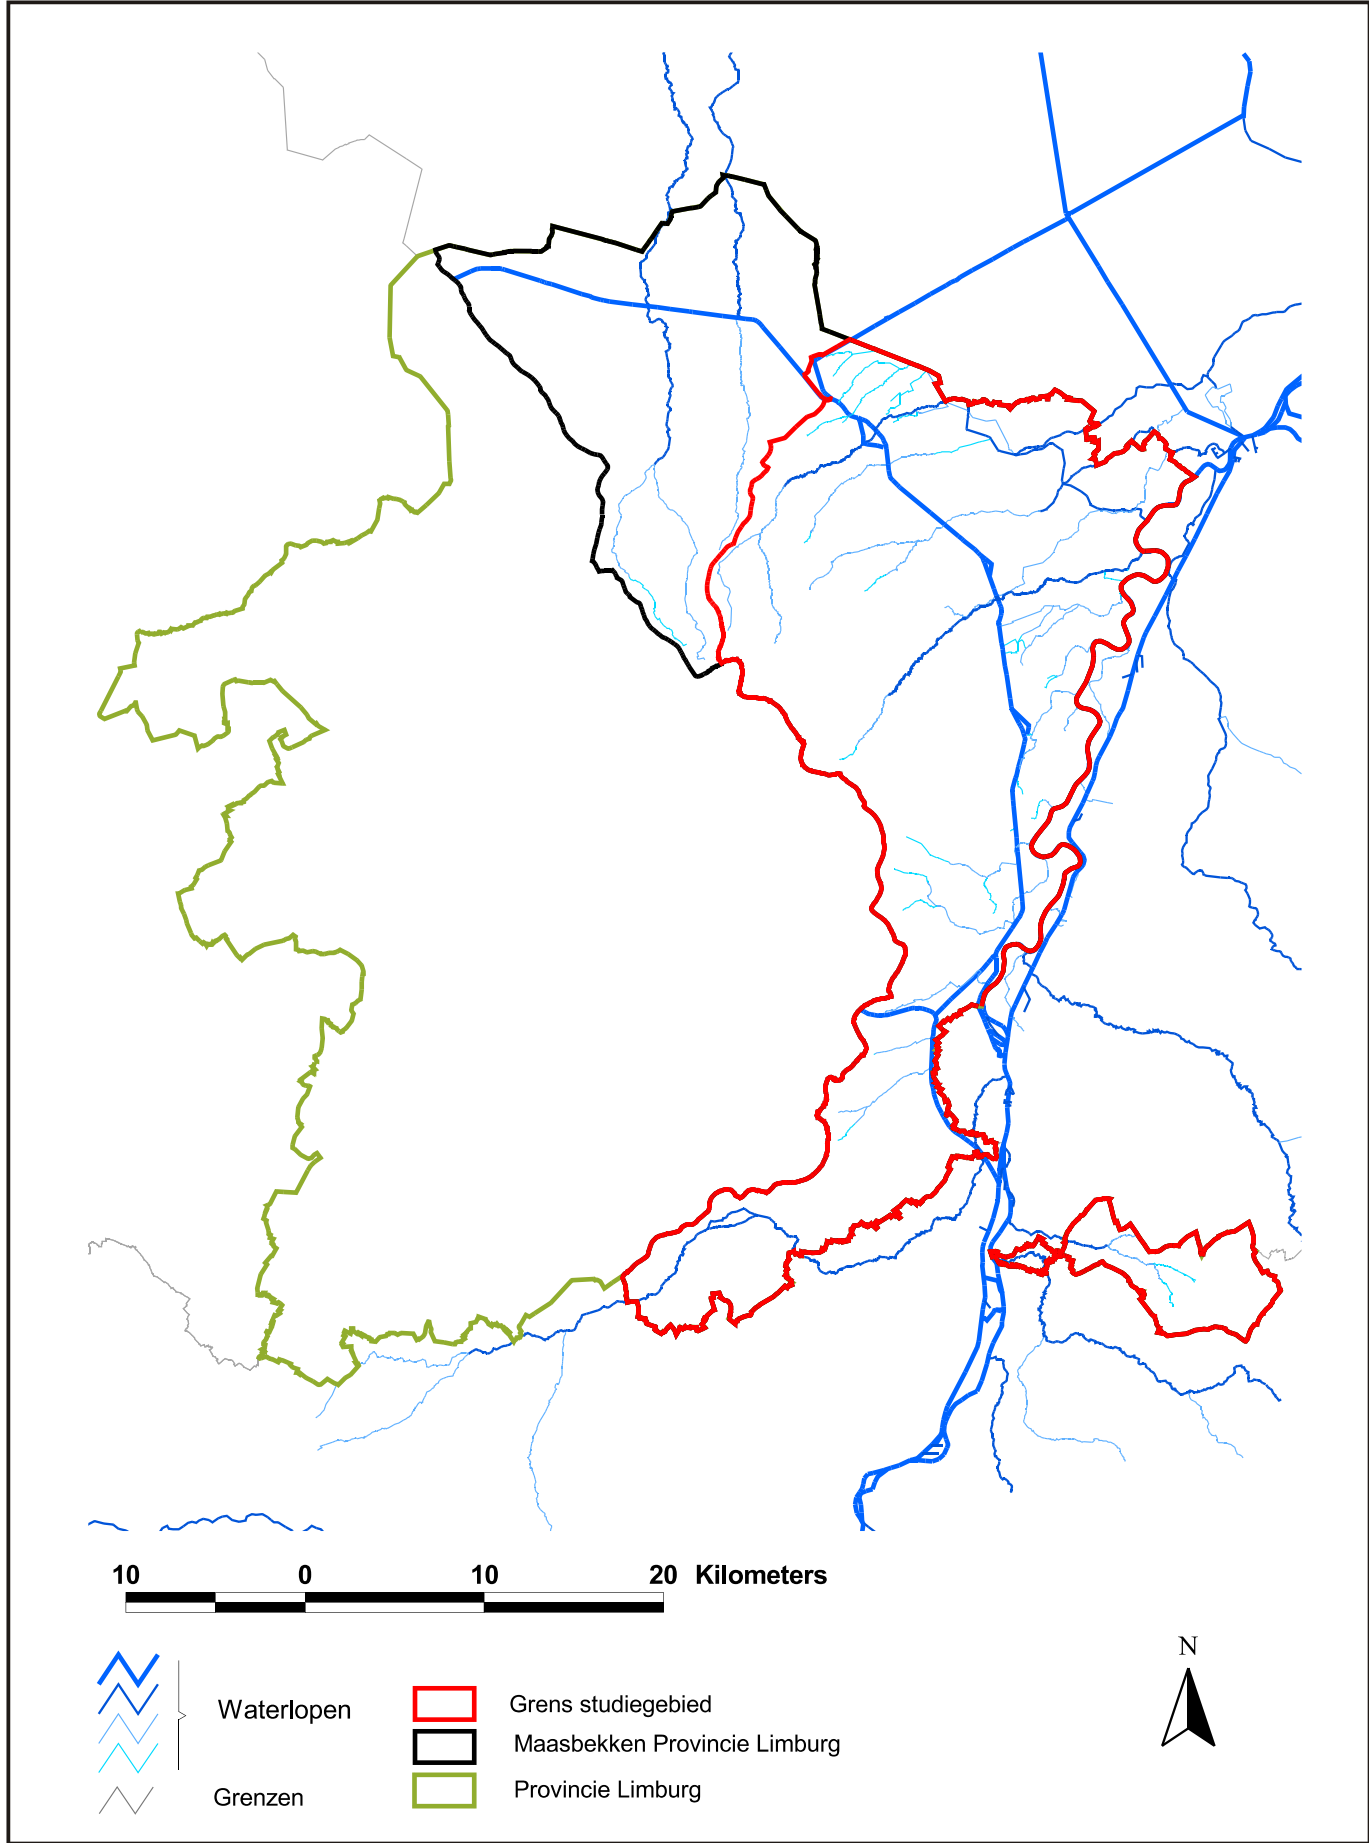 10 0 10 20 Kilometers
N
Waterlopen
Grens studiegebied
Maasbekken Provincie Limburg
Provincie Limburg
Grenzen